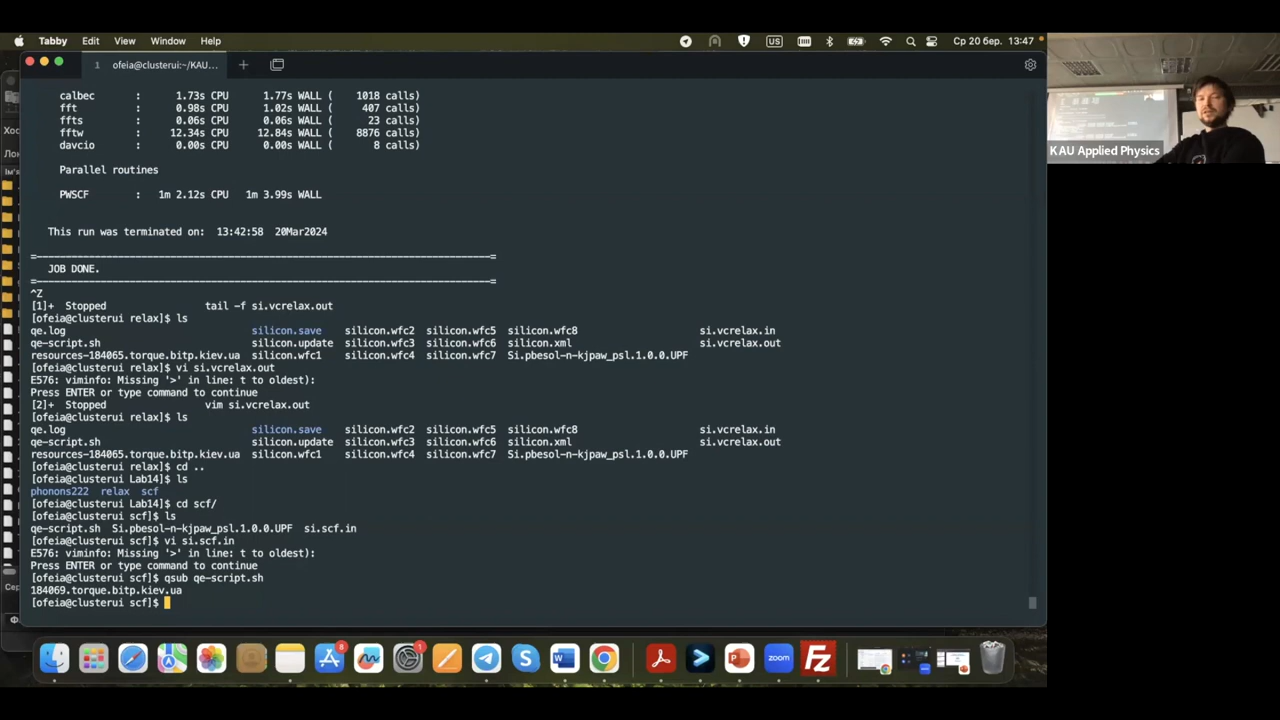 Tabby Edit View Window Help US Ср 20 бер. 13:47
1 ofeia@clusterui:~/KAU...
calbec : 1.73s CPU 1.77s WALL ( 1018 calls)
fft : 0.98s CPU 1.02s WALL ( 407 calls)
ffts : 0.06s CPU 0.06s WALL ( 23 calls)
fftw : 12.34s CPU 12.84s WALL ( 8876 calls)
davcio : 0.00s CPU 0.00s WALL ( 8 calls)
Parallel routines
PWSCF : 1m 2.12s CPU 1m 3.99s WALL
This run was terminated on: 13:42:58 20Mar2024
=------------------------------------------------------------------------------=
JOB DONE.
=------------------------------------------------------------------------------=
^Z
[1]+ Stopped tail -f si.vcrelax.out
[ofeia@clusterui relax]$ ls
qe.log silicon.save silicon.wfc2 silicon.wfc5 silicon.wfc8 si.vcrelax.in
qe-script.sh silicon.update silicon.wfc3 silicon.wfc6 silicon.xml si.vcrelax.out
resources-184065.torque.bitp.kiev.ua silicon.wfc1 silicon.wfc4 silicon.wfc7 Si.pbesol-n-kjpaw_psl.1.0.0.UPF
[ofeia@clusterui relax]$ vi si.vcrelax.out
E576: viminfo: Missing '>' in line: t to oldest):
Press ENTER or type command to continue
[2]+ Stopped vim si.vcrelax.out
[ofeia@clusterui relax]$ ls
qe.log silicon.save silicon.wfc2 silicon.wfc5 silicon.wfc8 si.vcrelax.in
qe-script.sh silicon.update silicon.wfc3 silicon.wfc6 silicon.xml si.vcrelax.out
resources-184065.torque.bitp.kiev.ua silicon.wfc1 silicon.wfc4 silicon.wfc7 Si.pbesol-n-kjpaw_psl.1.0.0.UPF
[ofeia@clusterui relax]$ cd ..
[ofeia@clusterui Lab14]$ ls
phonons222 relax scf
[ofeia@clusterui Lab14]$ cd scf/
[ofeia@clusterui scf]$ ls
qe-script.sh Si.pbesol-n-kjpaw_psl.1.0.0.UPF si.scf.in
[ofeia@clusterui scf]$ vi si.scf.in
E576: viminfo: Missing '>' in line: t to oldest):
Press ENTER or type command to continue
[ofeia@clusterui scf]$ qsub qe-script.sh
184069.torque.bitp.kiev.ua
[ofeia@clusterui scf]$
KAU Applied Physics
8
1
zoom
Fz